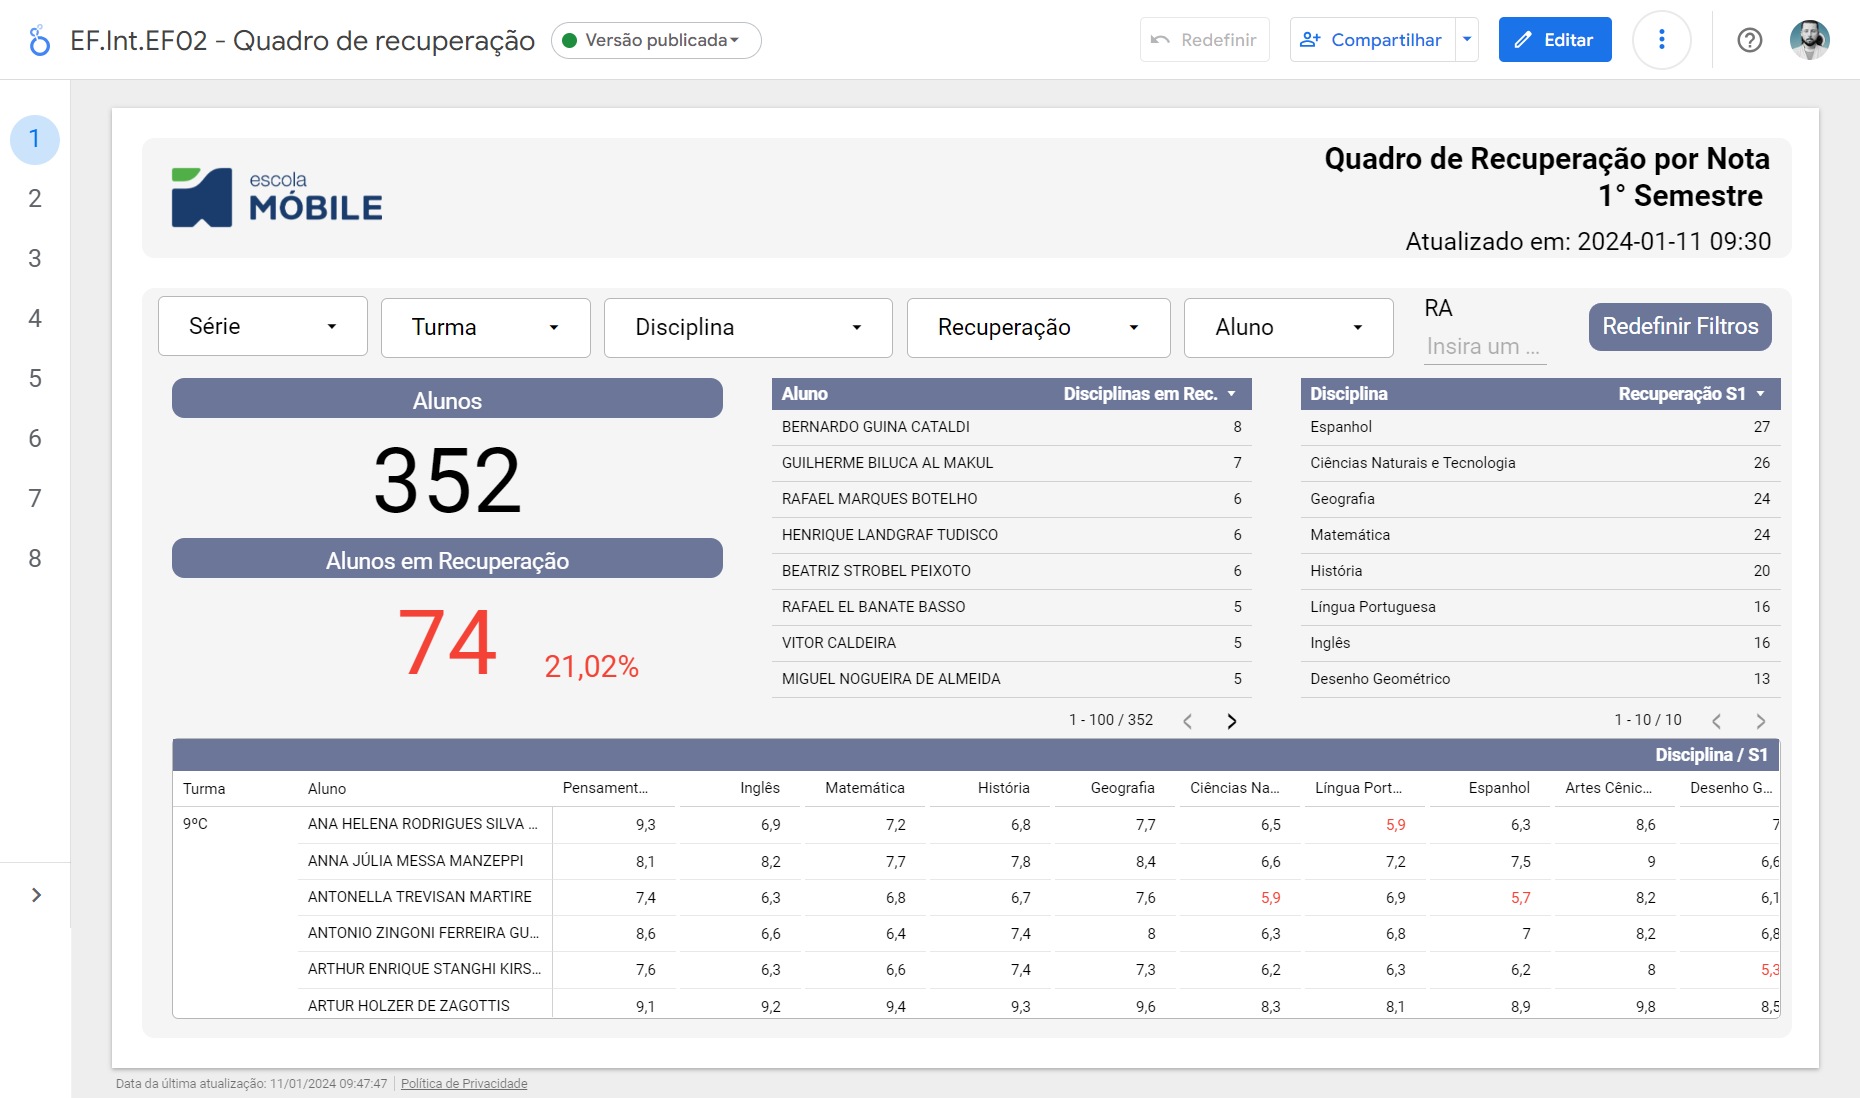 EF.Int.EF02 - Quadro de recuperação
Versão publicada
Redefinir
Compartilhar
Editar
1
2
3
4
5
6
7
8
escola
MÓBILE
Quadro de Recuperação por Nota
1° Semestre
Atualizado em: 2024-01-11 09:30
Série
Turma
Disciplina
Recuperação
Aluno
RA
Insira um ...
Redefinir Filtros
Alunos
352
Alunos em Recuperação
74 21,02%
Aluno Disciplinas em Rec.
BERNARDO GUINA CATALDI 8
GUILHERME BILUCA AL MAKUL 7
RAFAEL MARQUES BOTELHO 6
HENRIQUE LANDGRAF TUDISCO 6
BEATRIZ STROBEL PEIXOTO 6
RAFAEL EL BANATE BASSO 5
VITOR CALDEIRA 5
MIGUEL NOGUEIRA DE ALMEIDA 5
1 - 100 / 352
Disciplina Recuperação S1
Espanhol 27
Ciências Naturais e Tecnologia 26
Geografia 24
Matemática 24
História 20
Língua Portuguesa 16
Inglês 16
Desenho Geométrico 13
1 - 10 / 10
Disciplina / S1
Turma Aluno Pensament... Inglês Matemática História Geografia Ciências Na... Língua Port... Espanhol Artes Cênic... Desenho G...
9ºC ANA HELENA RODRIGUES SILVA ... 9,3 6,9 7,2 6,8 7,7 6,5 5,9 6,3 8,6 7
ANNA JÚLIA MESSA MANZEPPI 8,1 8,2 7,7 7,8 8,4 6,6 7,2 7,5 9 6,6
ANTONELLA TREVISAN MARTIRE 7,4 6,3 6,8 6,7 7,6 5,9 6,9 5,7 8,2 6,1
ANTONIO ZINGONI FERREIRA GU... 8,6 6,6 6,4 7,4 8 6,3 6,8 7 8,2 6,8
ARTHUR ENRIQUE STANGHI KIRS... 7,6 6,3 6,6 7,4 7,3 6,2 6,3 6,2 8 5,3
ARTUR HOLZER DE ZAGOTTIS 9,1 9,2 9,4 9,3 9,6 8,3 8,1 8,9 9,8 8,5
Data da última atualização: 11/01/2024 09:47:47 Política de Privacidade